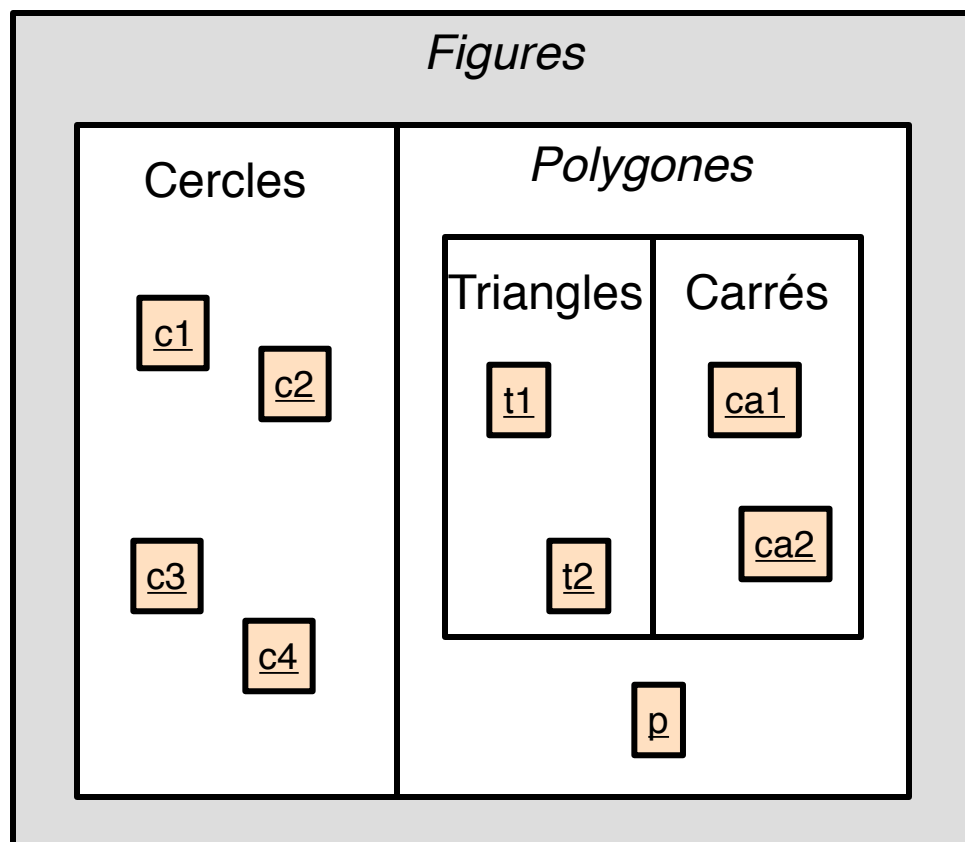 Figures
Cercles
Polygones
Triangles
Carrés
c1
c2
t1
ca1
c3
t2
ca2
c4
p